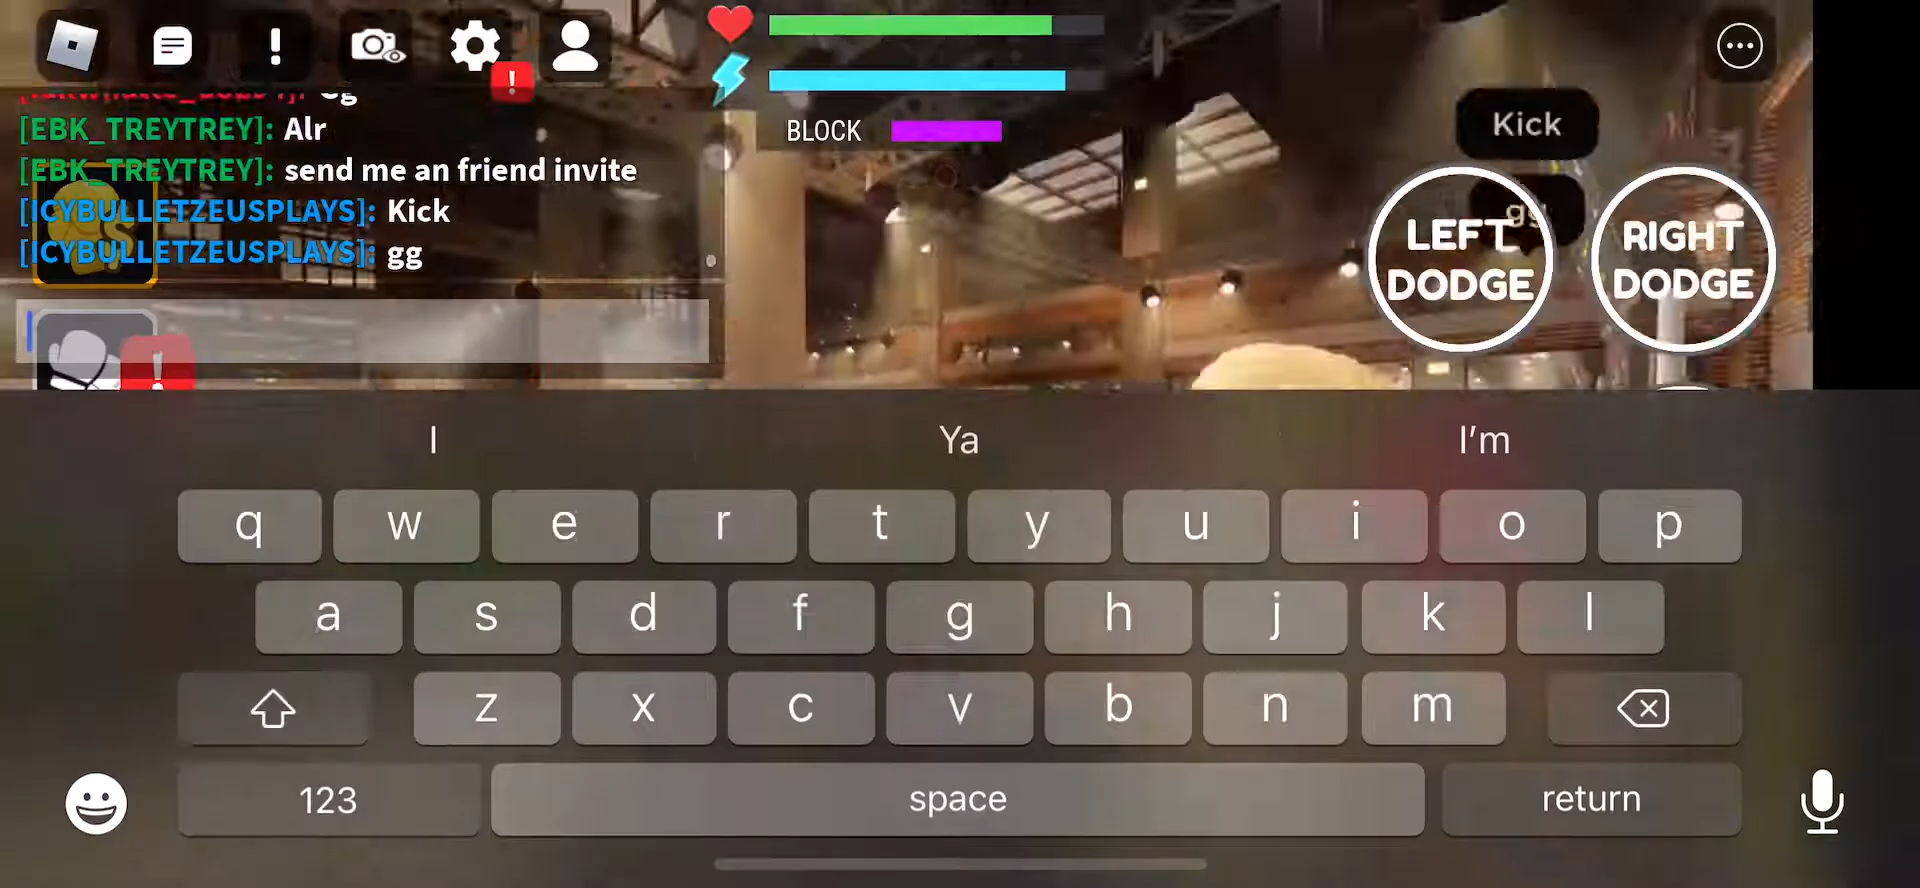 [EBK_TREYTREY]: Alr
[EBK_TREYTREY]: send me an friend invite
[ICYBULLETZEUSPLAYS]: Kick
[ICYBULLETZEUSPLAYS]: gg
BLOCK
Kick
gg
LEFT DODGE
RIGHT DODGE
I Ya I'm
q w e r t y u i o p
a s d f g h j k l
z x c v b n m
123 space return